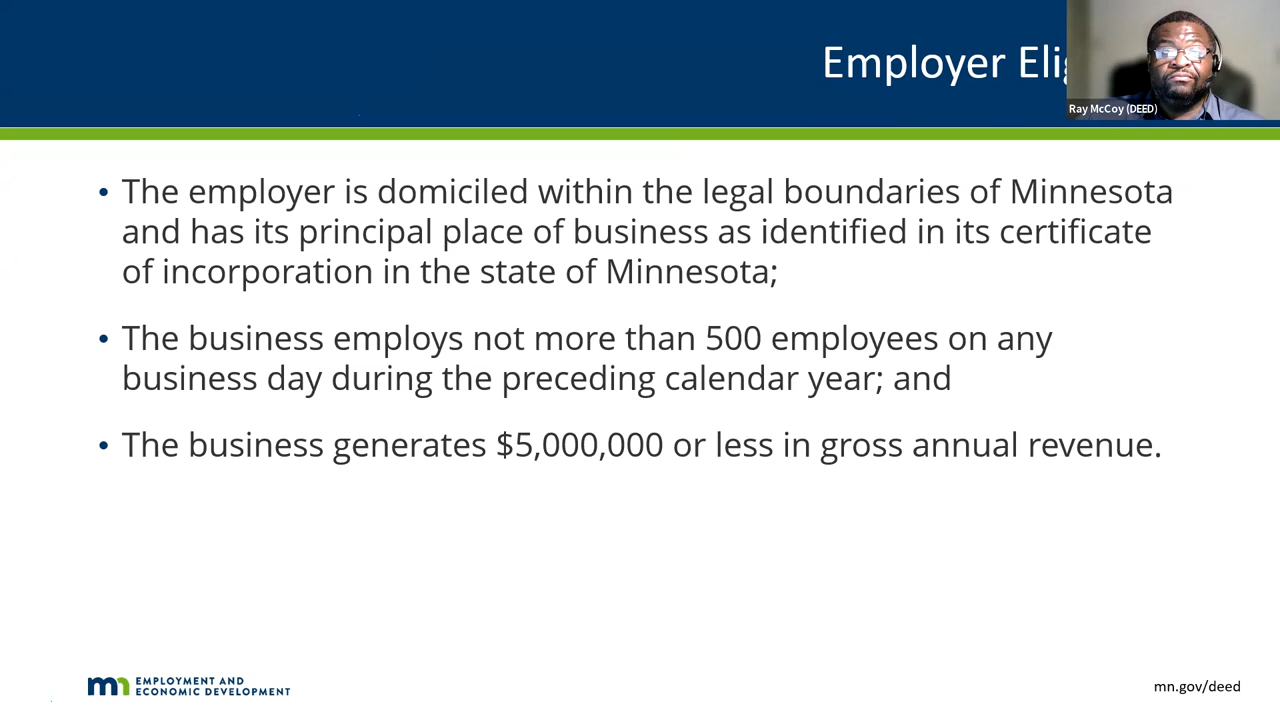 Employer Eli
Ray McCoy (DEED)
• The employer is domiciled within the legal boundaries of Minnesota
and has its principal place of business as identified in its certificate
of incorporation in the state of Minnesota;
• The business employs not more than 500 employees on any
business day during the preceding calendar year; and
• The business generates $5,000,000 or less in gross annual revenue.
mn EMPLOYMENT AND
ECONOMIC DEVELOPMENT
mn.gov/deed